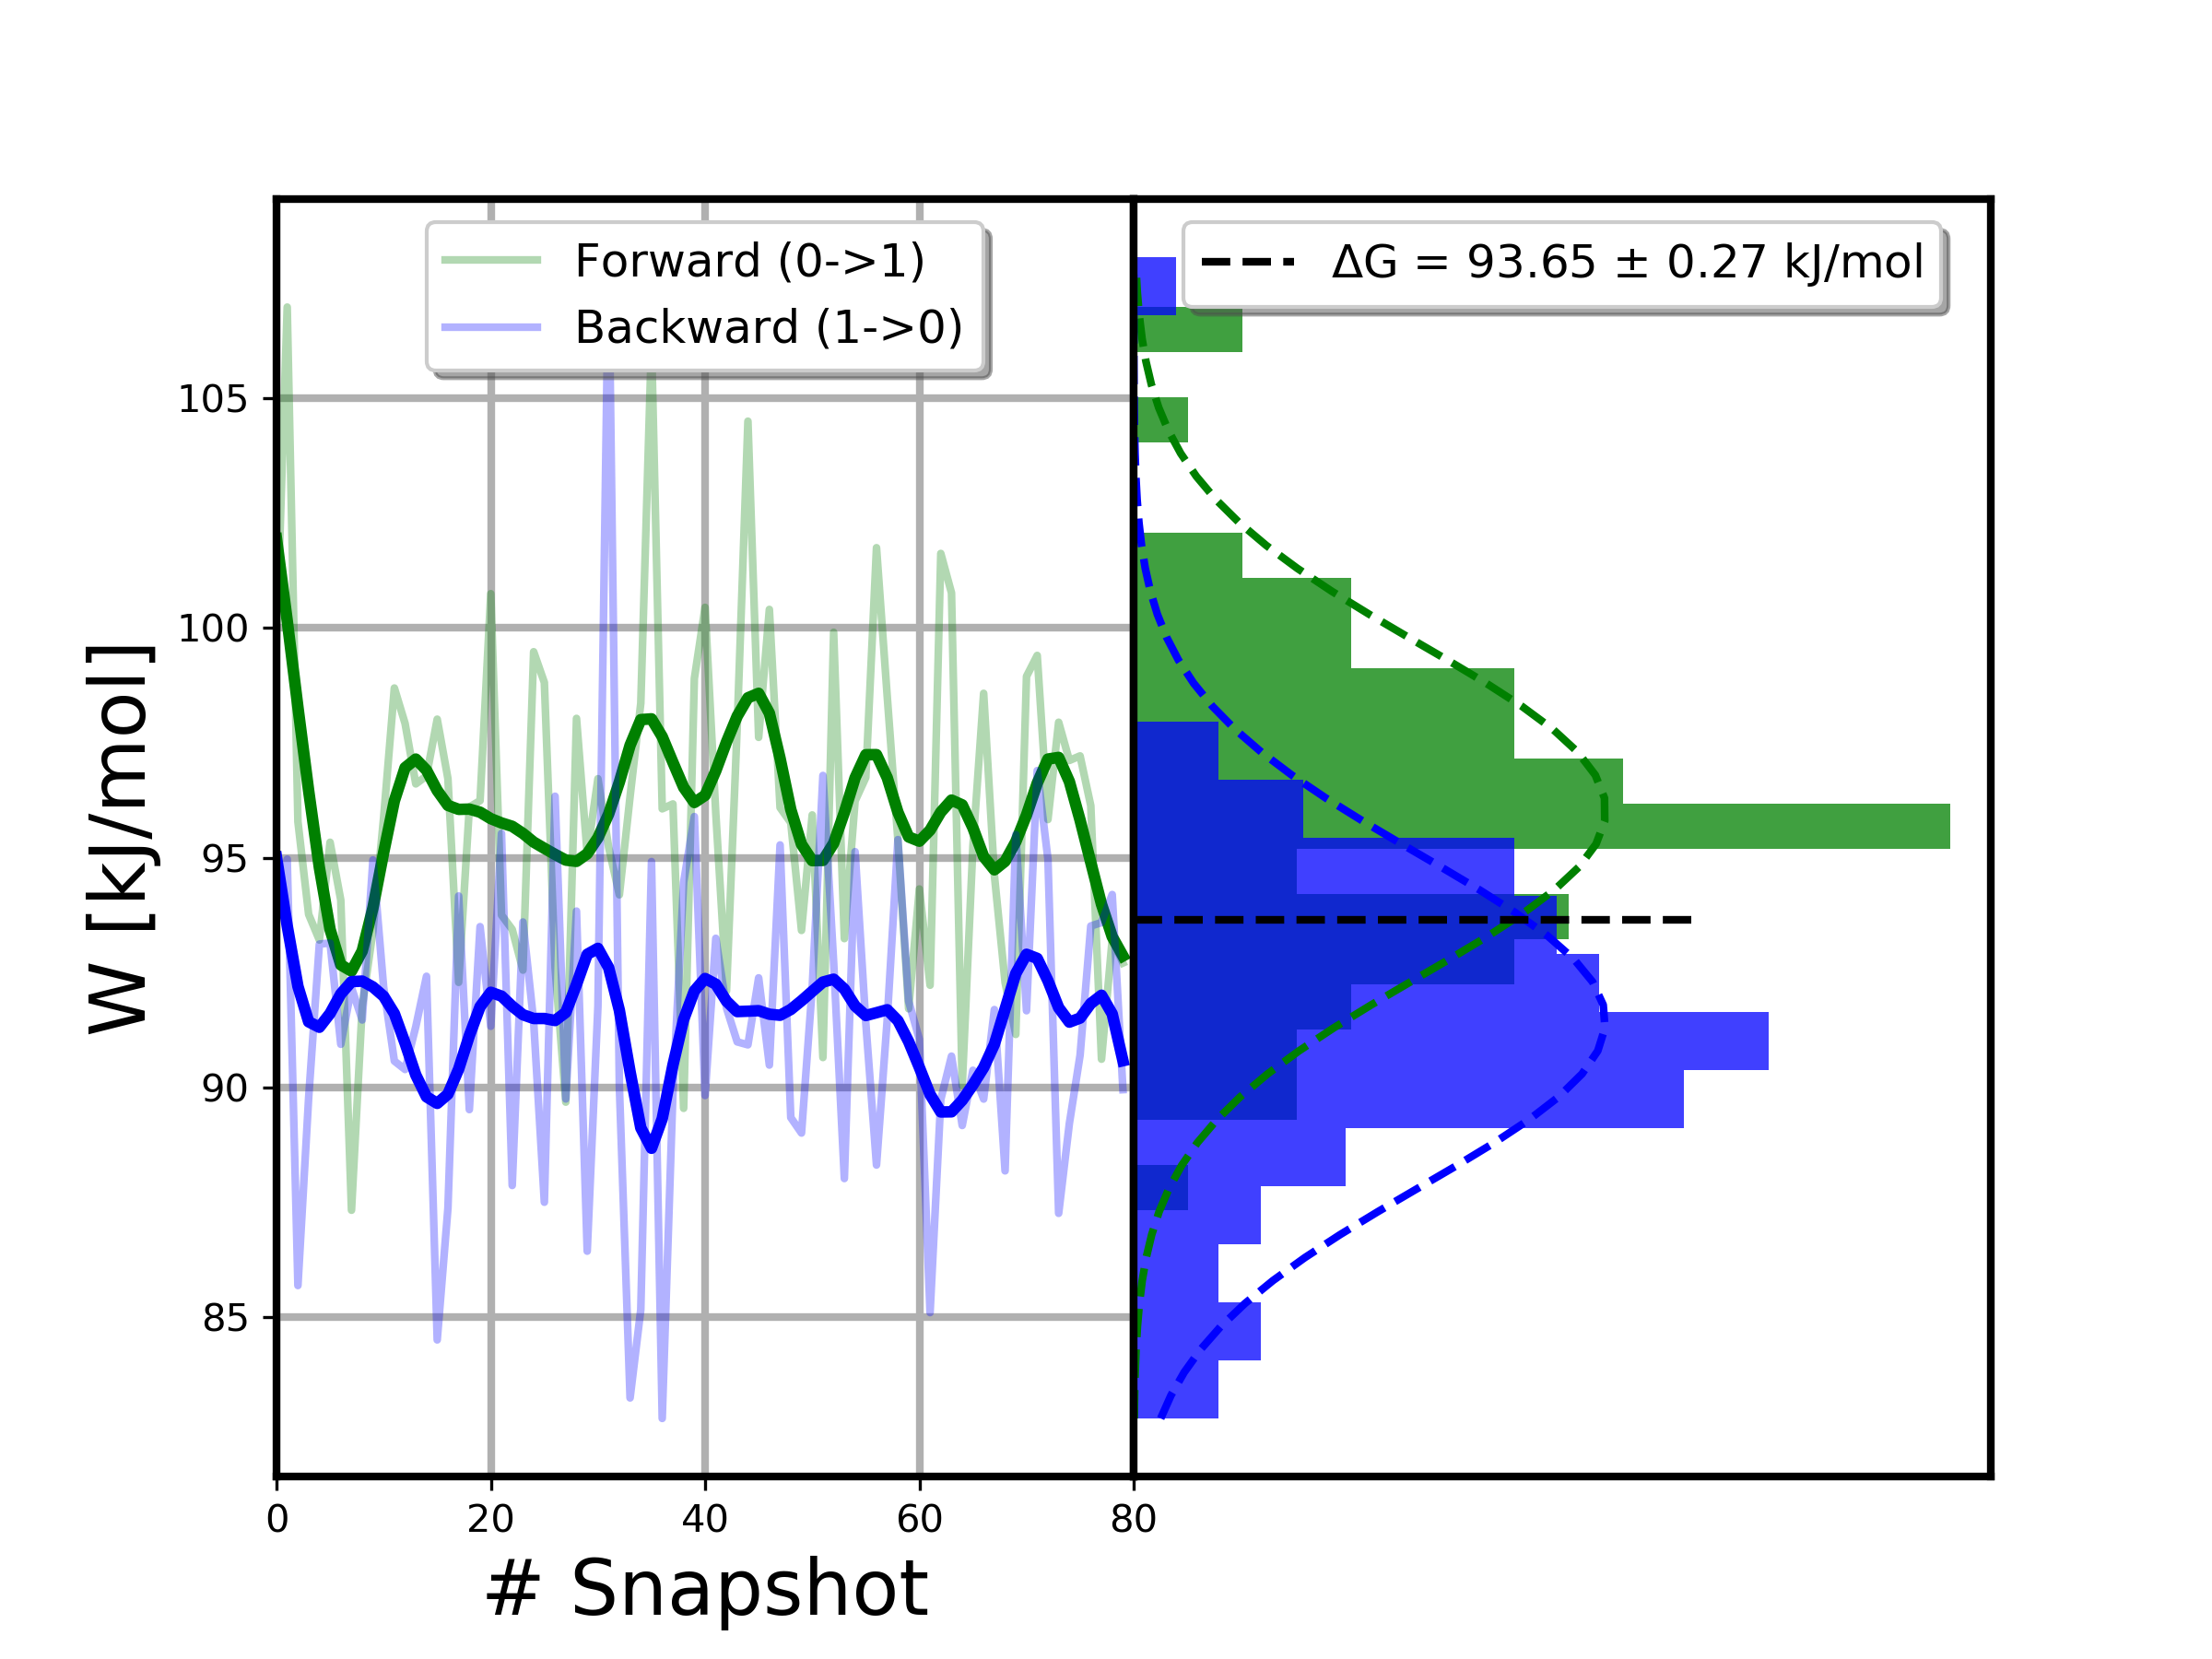 Forward (0->1)
Backward (1->0)
ΔG = 93.65 ± 0.27 kJ/mol
105
100
95
90
85
W [kJ/mol]
0 20 40 60 80
# Snapshot